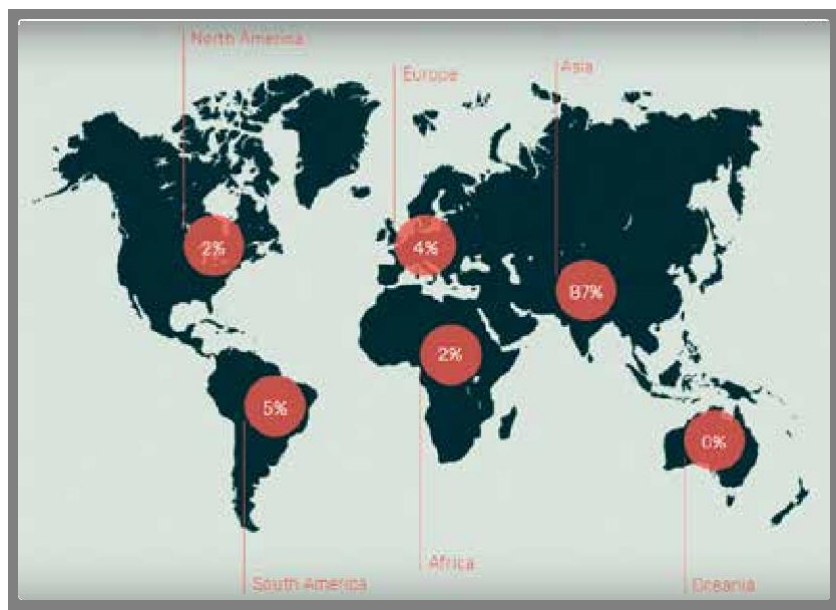 North America
Europe
Asia
2%
4%
87%
2%
5%
0%
Africa
South America
Oceania